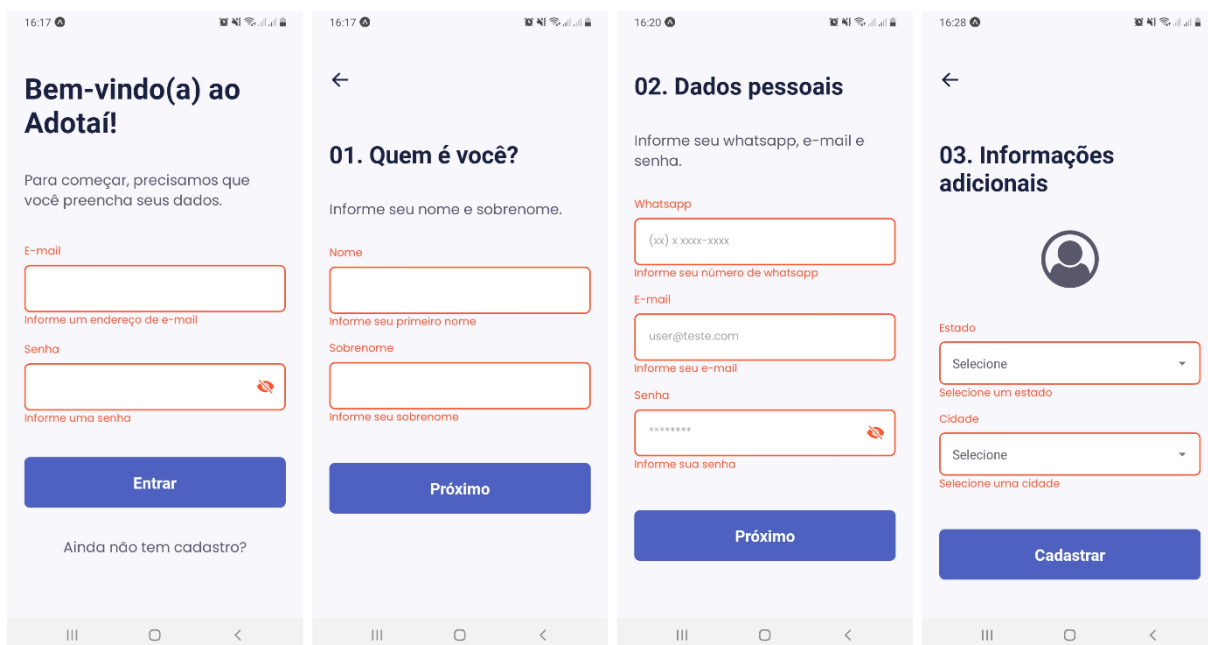 16:17
Bem-vindo(a) ao
Adotaí!
Para começar, precisamos que
você preencha seus dados.
E-mail
Informe um endereço de e-mail
Senha
Informe uma senha
Entrar
Ainda não tem cadastro?
16:17
01. Quem é você?
Informe seu nome e sobrenome.
Nome
Informe seu primeiro nome
Sobrenome
Informe seu sobrenome
Próximo
16:20
02. Dados pessoais
Informe seu whatsapp, e-mail e
senha.
Whatsapp
(xx) x xxxx-xxxx
Informe seu número de whatsapp
E-mail
user@teste.com
Informe seu e-mail
Senha
********
Informe sua senha
Próximo
16:28
03. Informações
adicionais
Estado
Selecione
Selecione um estado
Cidade
Selecione
Selecione uma cidade
Cadastrar